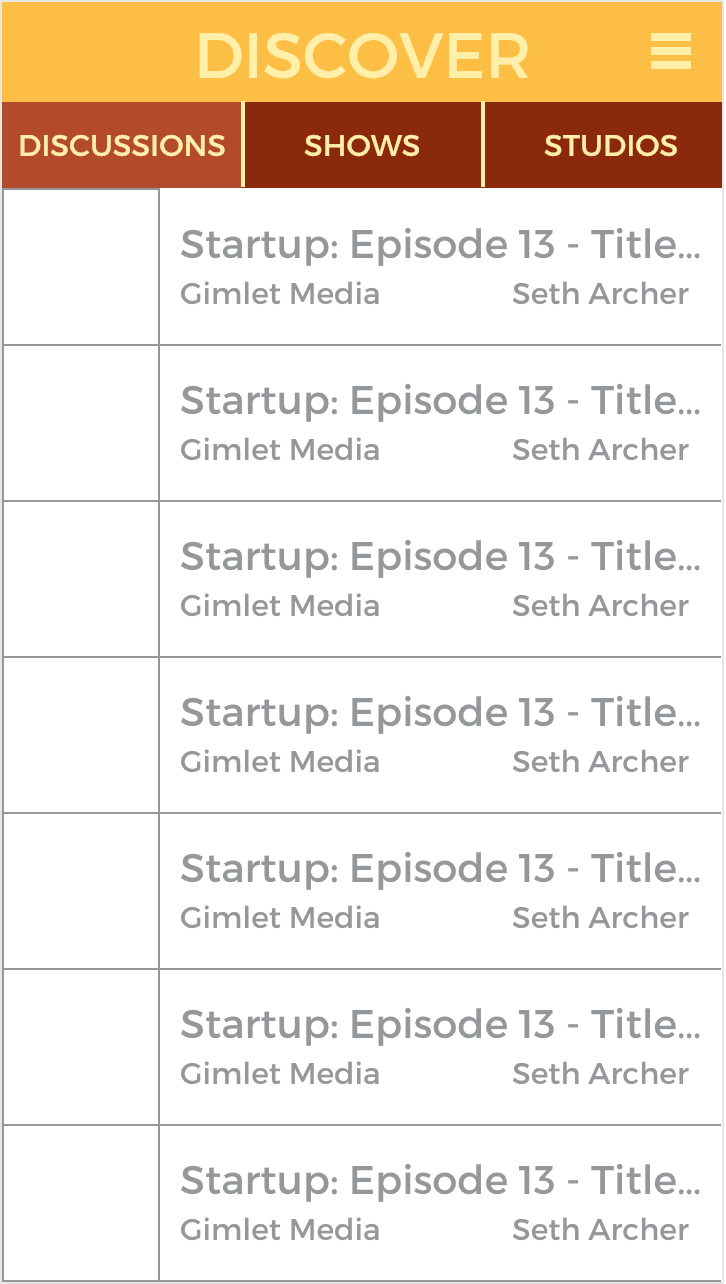 DISCOVER
DISCUSSIONS SHOWS STUDIOS
Startup: Episode 13 - Title...
Gimlet Media Seth Archer
Startup: Episode 13 - Title...
Gimlet Media Seth Archer
Startup: Episode 13 - Title...
Gimlet Media Seth Archer
Startup: Episode 13 - Title...
Gimlet Media Seth Archer
Startup: Episode 13 - Title...
Gimlet Media Seth Archer
Startup: Episode 13 - Title...
Gimlet Media Seth Archer
Startup: Episode 13 - Title...
Gimlet Media Seth Archer